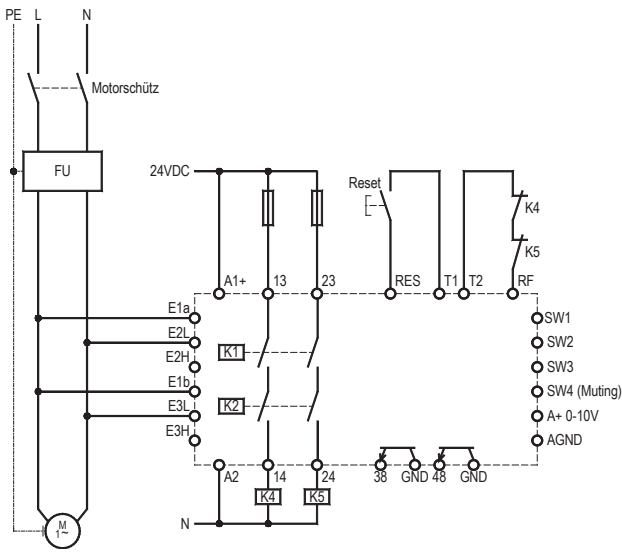 PE L N
Motorschütz
FU
24VDC
Reset
K4
K5
A1+ 13 23 RES T1 T2 RF
E1a
E2L
E2H
E1b
E3L
E3H
K1
K2
SW1
SW2
SW3
SW4 (Muting)
A+ 0-10V
AGND
A2 14 24 38 GND 48 GND
K4 K5
N
M
1~